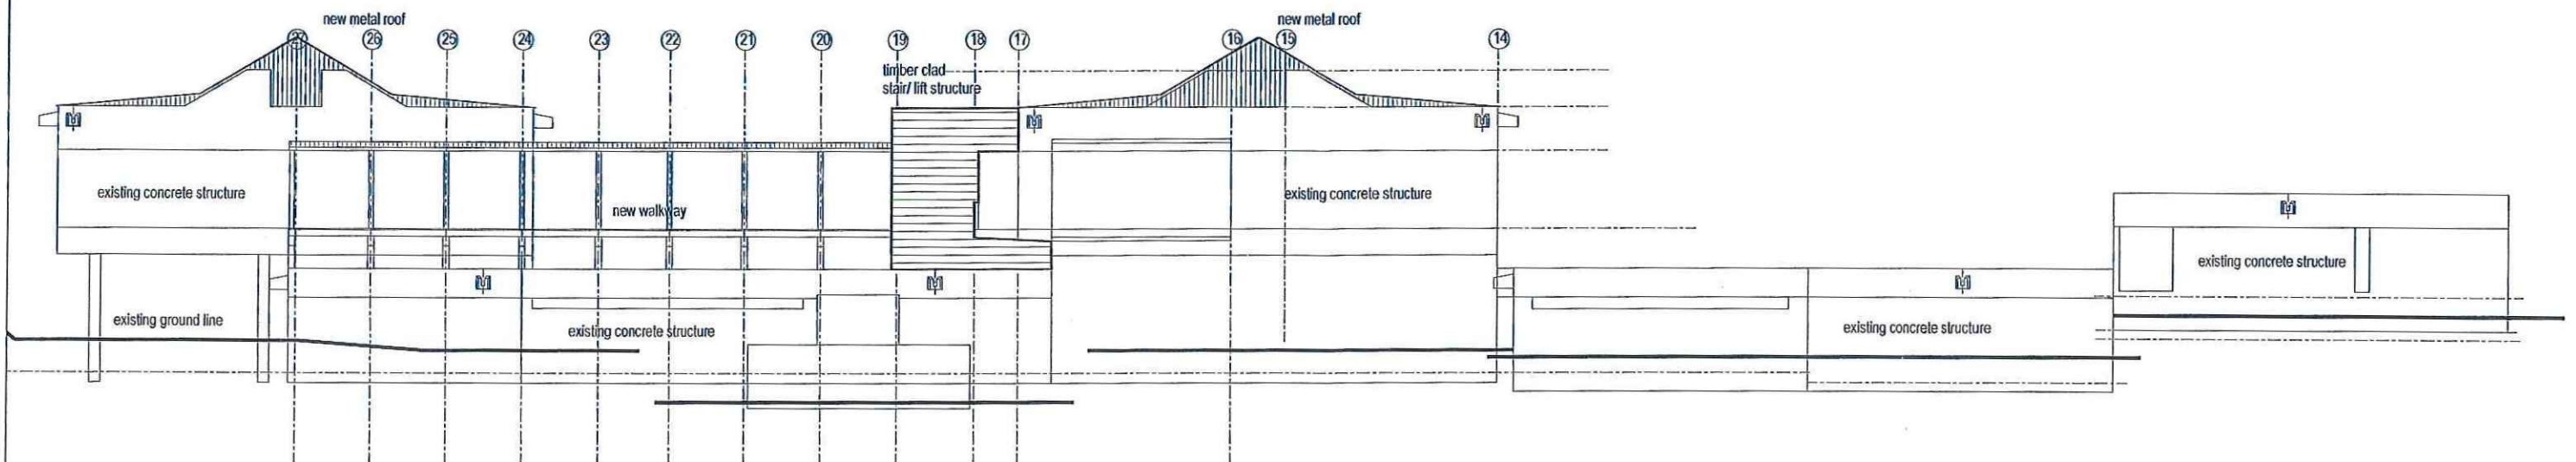 new metal roof
new metal roof
27 26 25 24 23 22 21 20 19 18 17 16 15 14
timber clad
stair/ lift structure
existing concrete structure
new walkway
existing concrete structure
existing concrete structure
existing ground line
existing concrete structure
existing concrete structure